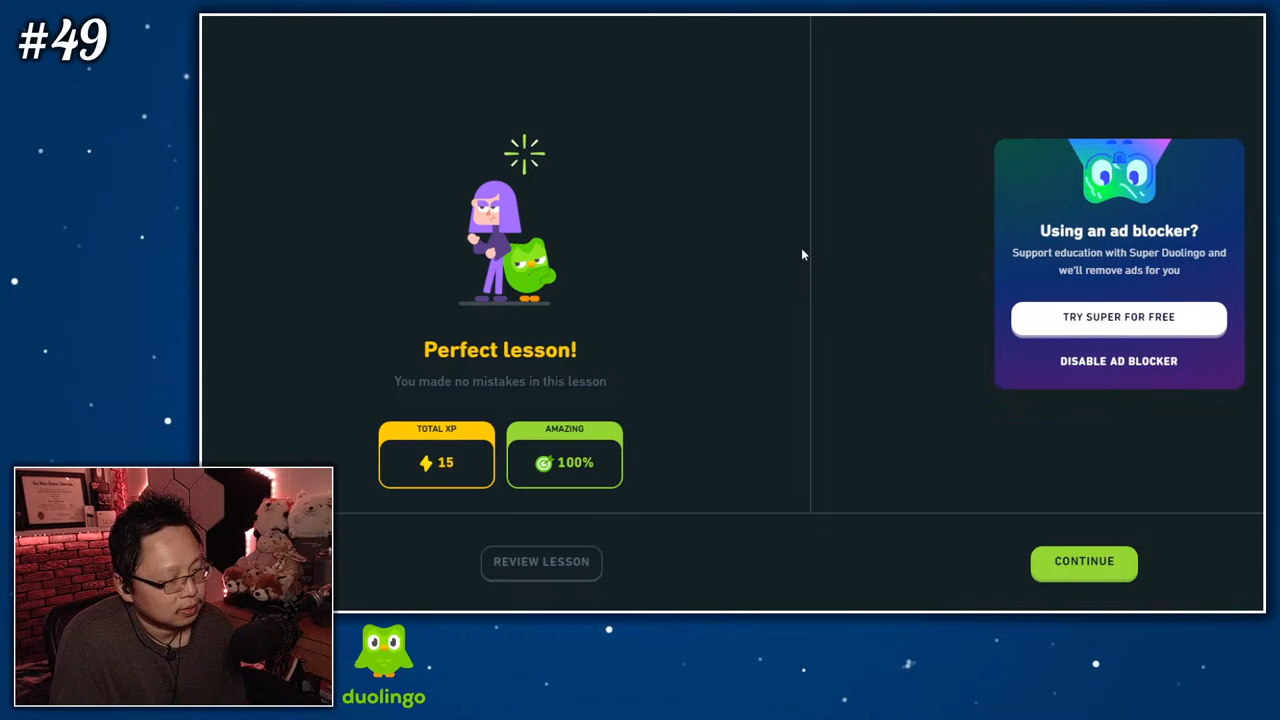 #49
Using an ad blocker?
Support education with Super Duolingo and
we'll remove ads for you
TRY SUPER FOR FREE
DISABLE AD BLOCKER
Perfect lesson!
You made no mistakes in this lesson
TOTAL XP
15
AMAZING
100%
REVIEW LESSON
CONTINUE
duolingo